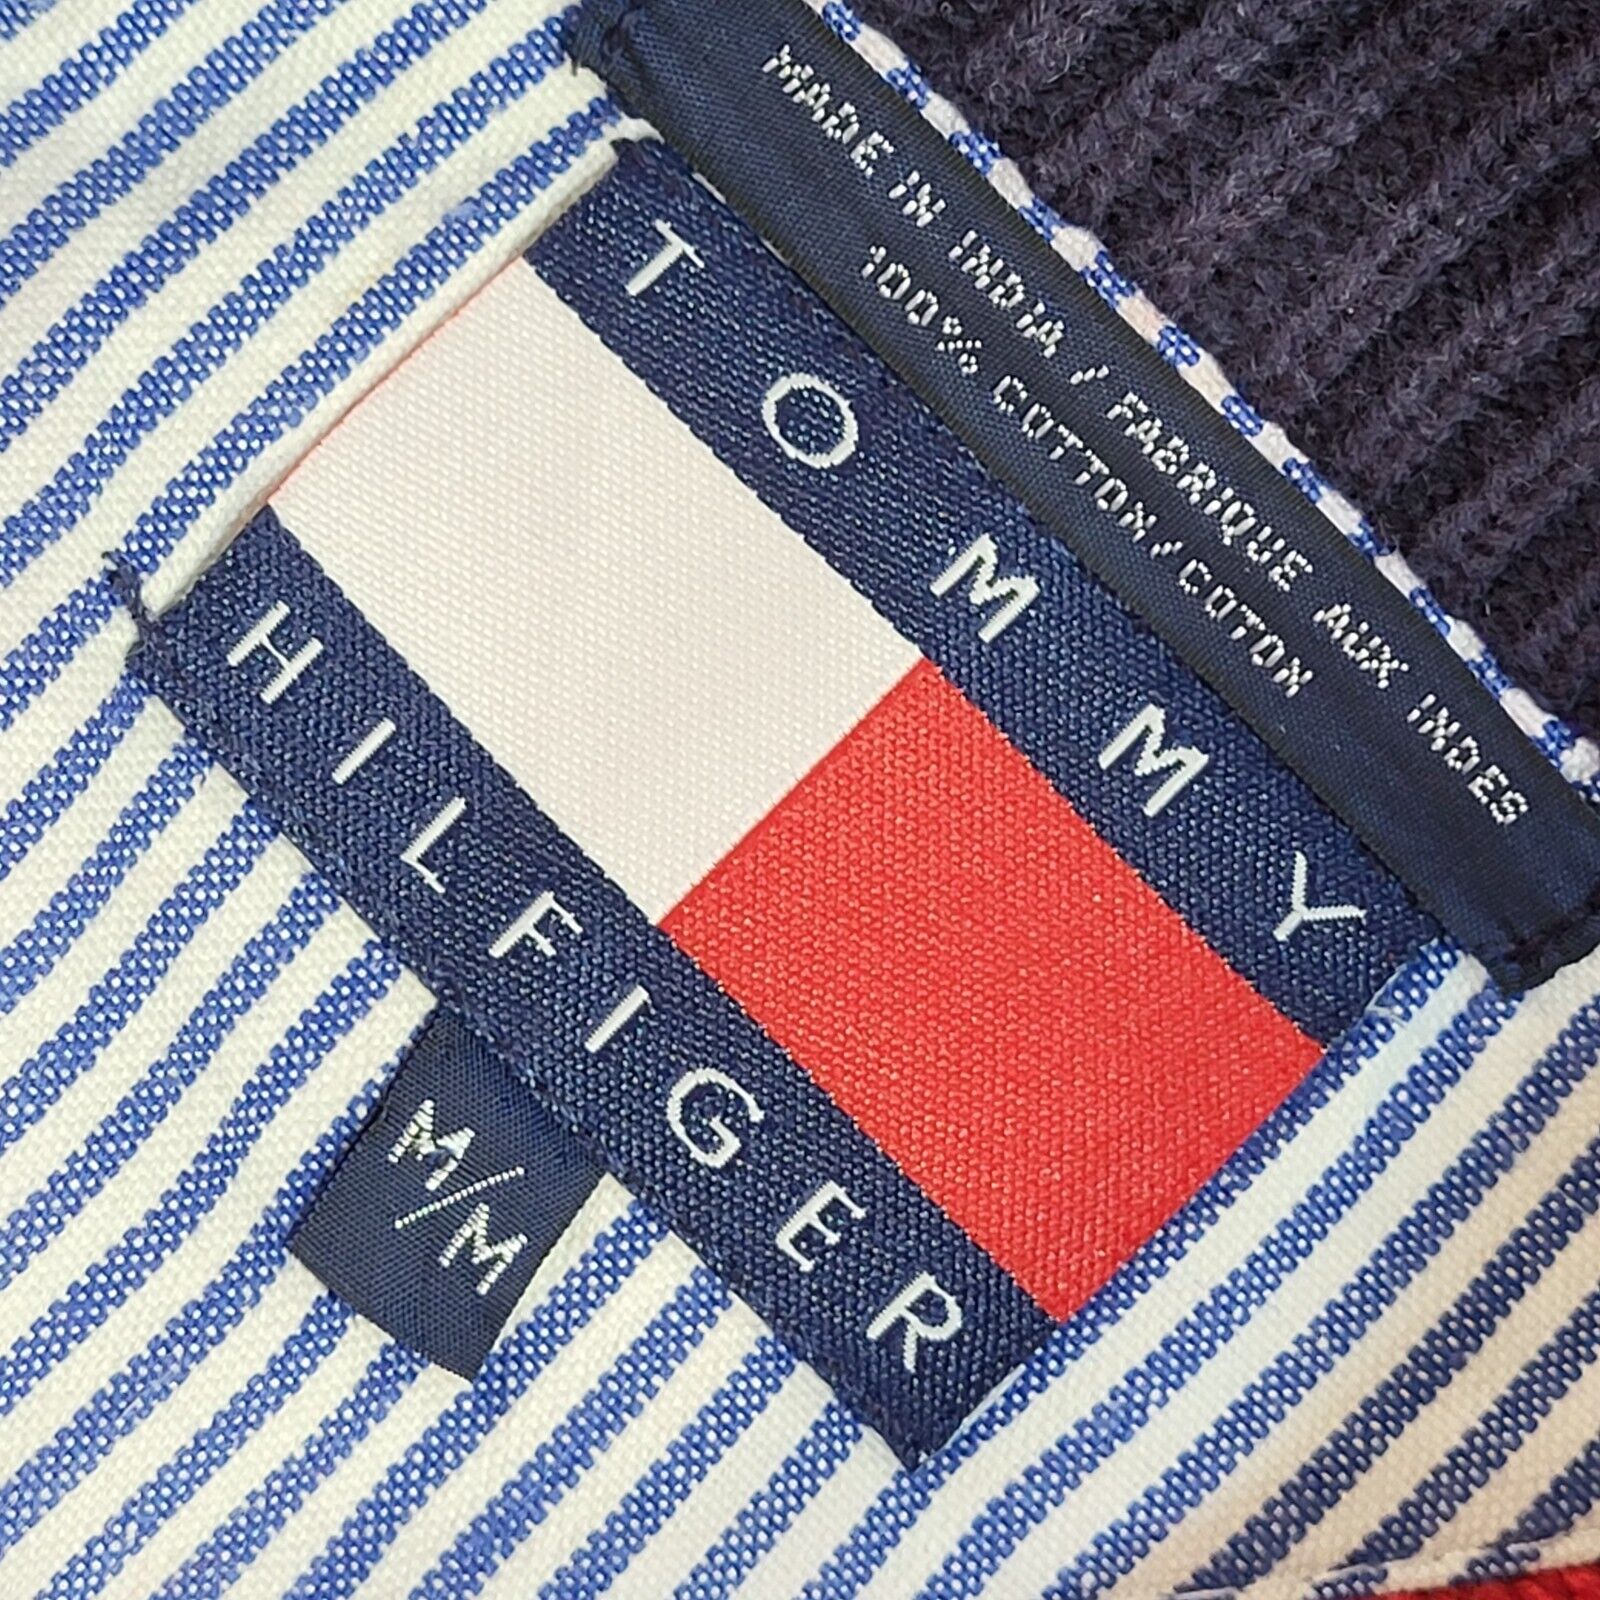 MADE IN INDIA / FABRIQUE AUX INDES
100% COTTON/COTON
TOMMY
HILFIGER
M/M